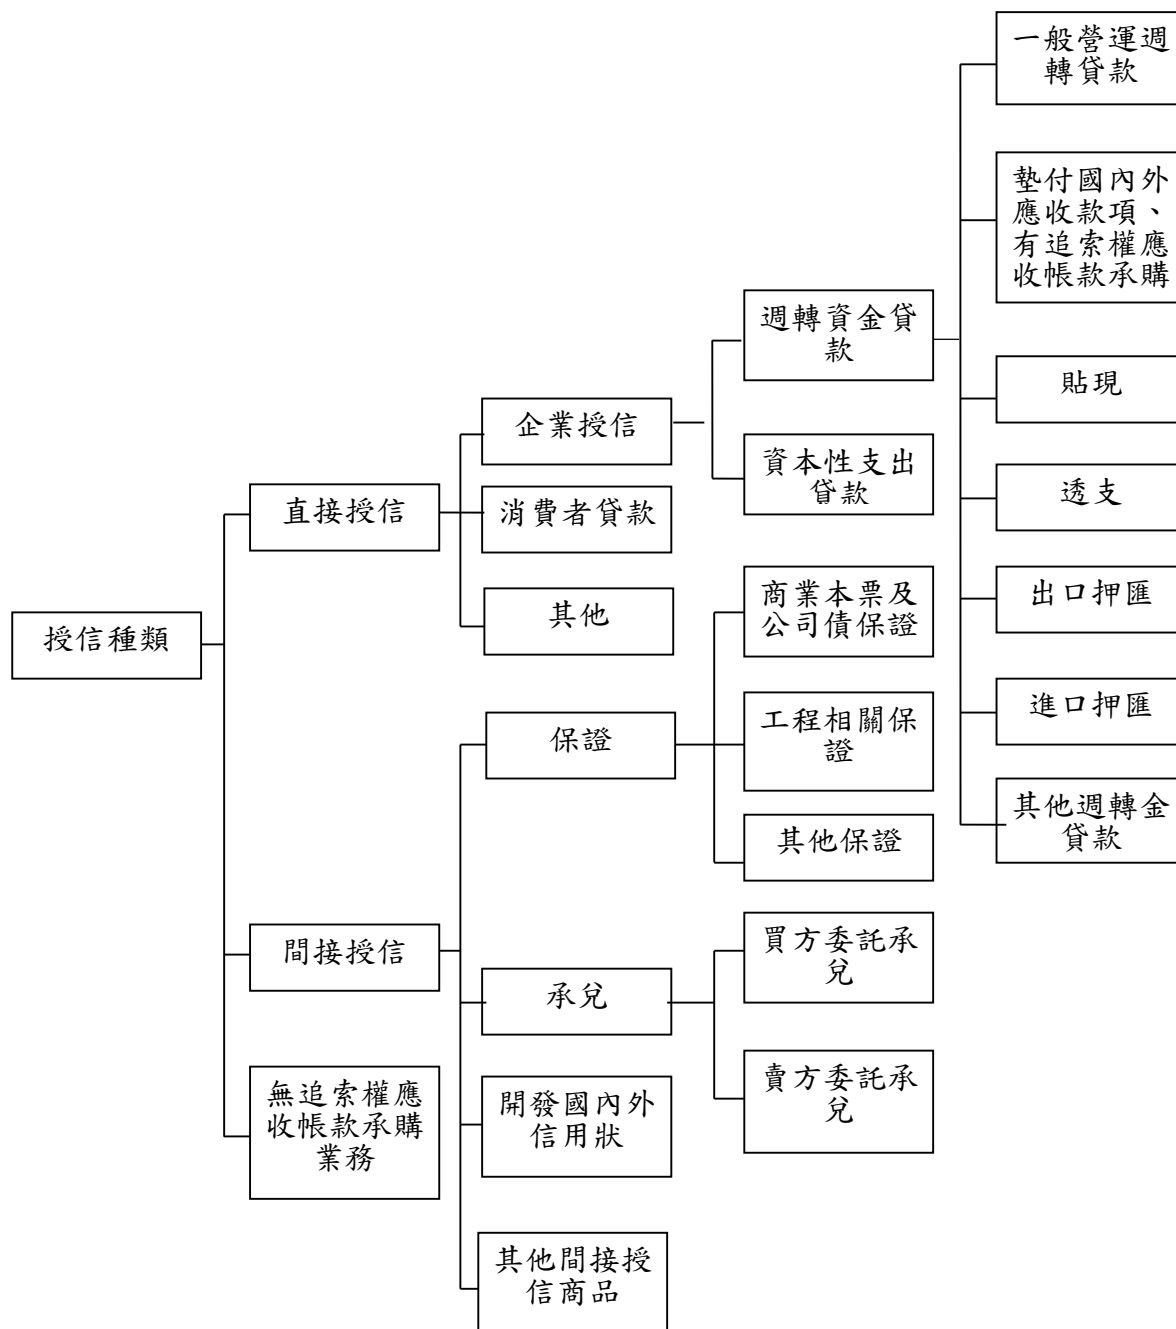 一般營運週
轉貸款
墊付國內外
應收款項、
有追索權應
收帳款承購
週轉資金貸
款
貼現
企業授信
資本性支出
貸款
透支
直接授信
消費者貸款
商業本票及
公司債保證
出口押匯
其他
授信種類
保證
工程相關保
證
進口押匯
其他週轉金
貸款
其他保證
間接授信
買方委託承
兌
承兌
無追索權應
收帳款承購
業務
開發國內外
信用狀
賣方委託承
兌
其他間接授
信商品